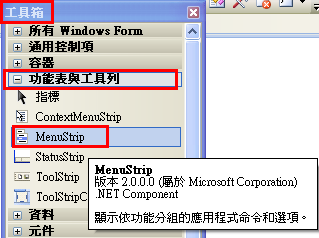 工具箱
所有 Windows Form
通用控制項
容器
功能表與工具列
指標
ContextMenuStrip
MenuStrip
StatusStrip
ToolStrip
ToolStripC
資料
元件
MenuStrip
版本 2.0.0.0 (屬於 Microsoft Corporation)
.NET Component
顯示依功能分組的應用程式命令和選項。